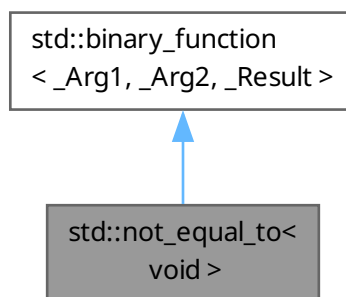 std::binary_function
< _Arg1, _Arg2, _Result >
std::not_equal_to<
void >